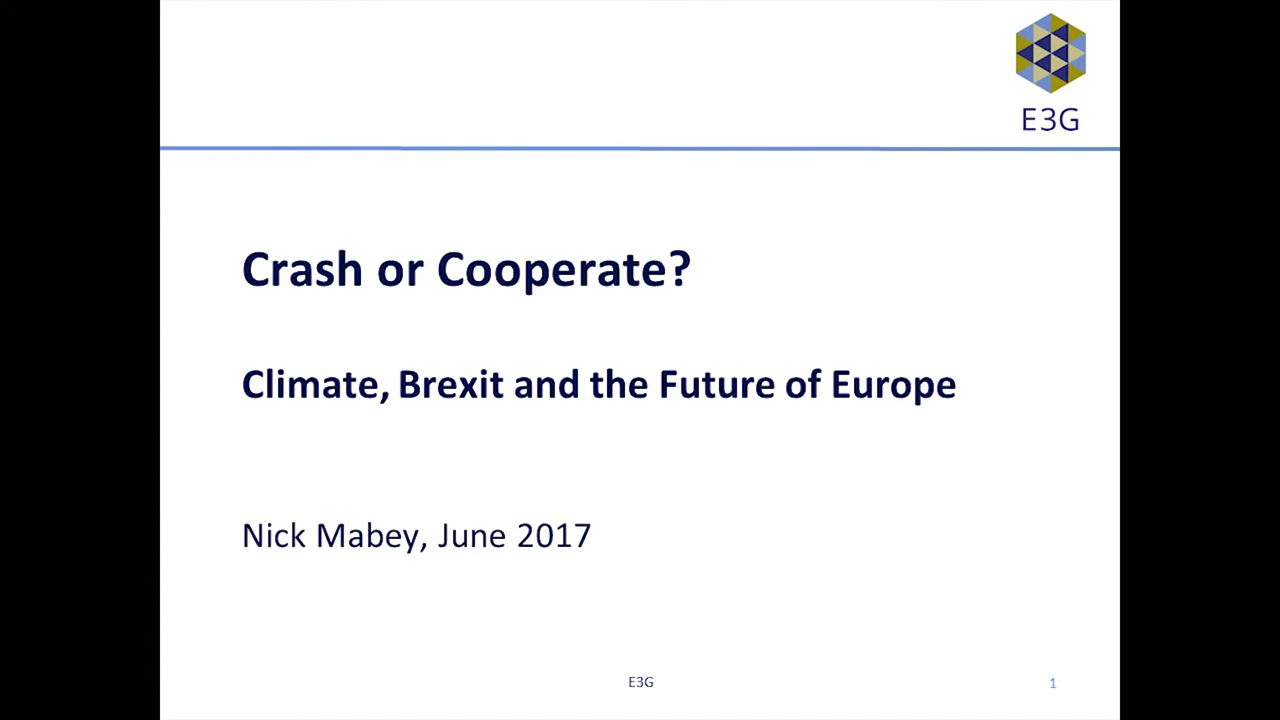 E3G
Crash or Cooperate?
Climate, Brexit and the Future of Europe
Nick Mabey, June 2017
E3G
1